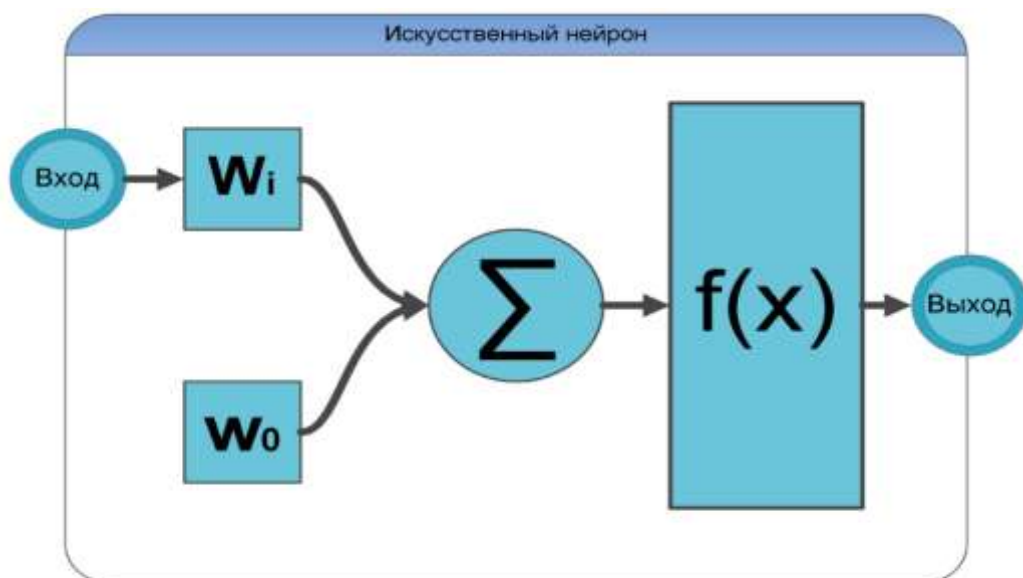 Искусственный нейрон
Вход
wᵢ
w₀
∑
f(x)
Выход